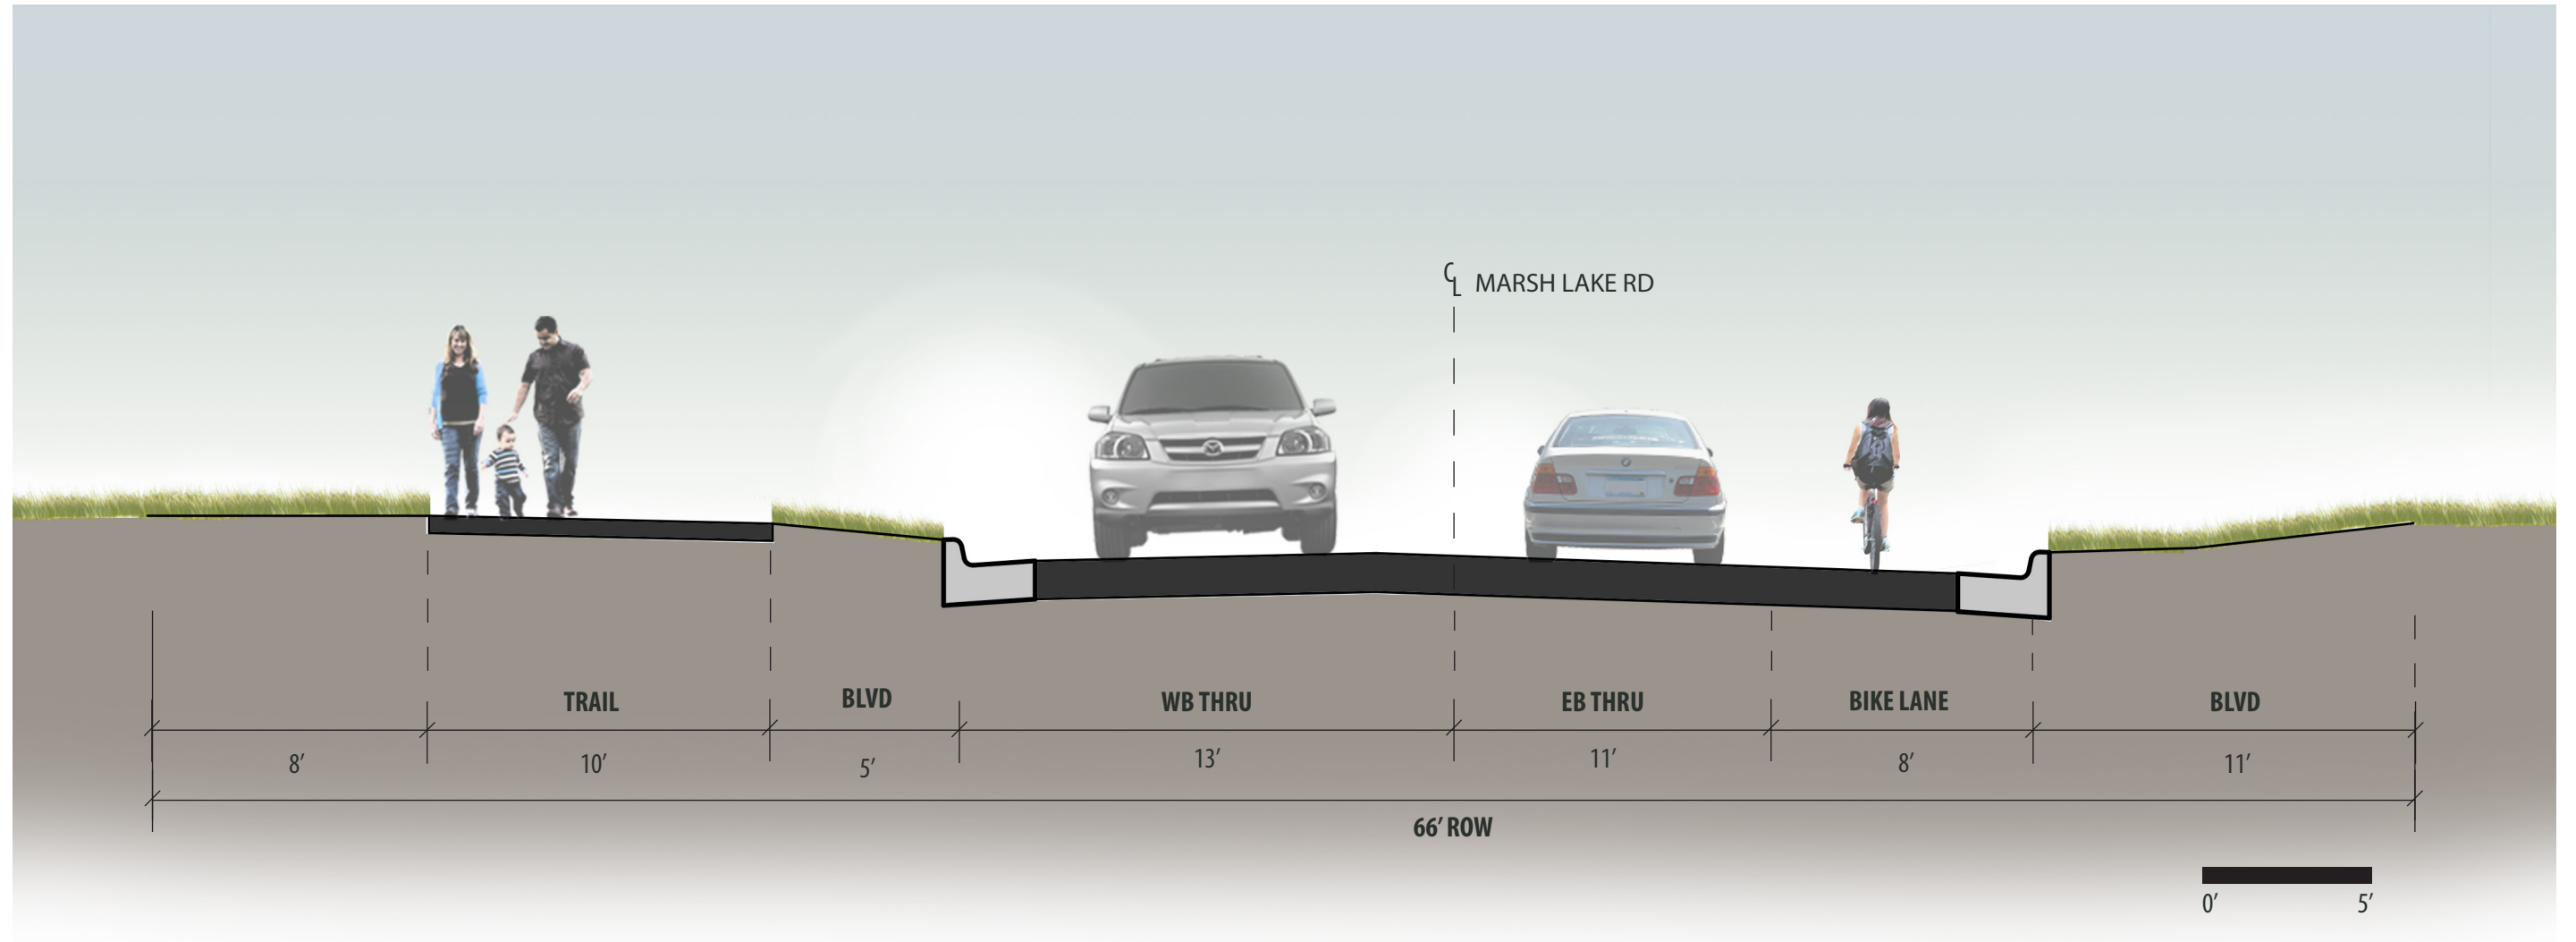 ℄ MARSH LAKE RD
TRAIL
BLVD
WB THRU
EB THRU
BIKE LANE
BLVD
8’
10’
5’
13’
11’
8’
11’
66’ ROW
0’
5’